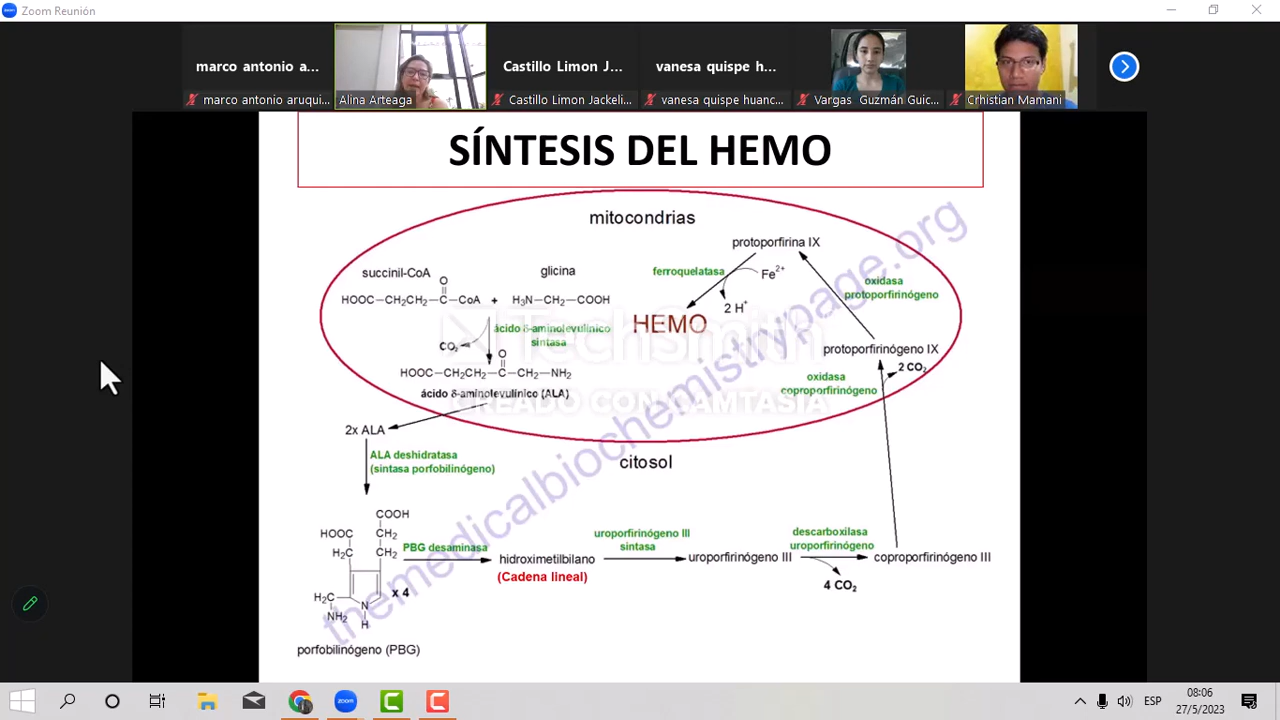 Zoom Reunión
marco antonio a...
Castillo Limon J...
vanesa quispe h...
marco antonio aruqui...
Alina Arteaga
Castillo Limon Jackeli...
vanesa quispe huanc...
Vargas Guzmán Guic...
Crhistian Mamani
SÍNTESIS DEL HEMO
mitocondrias
protoporfirina IX
succinil-CoA
glicina
ferroquelatasa
Fe2+
oxidasa
protoporfirinógeno
O
HOOC—CH2CH2—C—CoA + H3N—CH2—COOH
2 H+
HEMO
ácido δ-aminolevulínico
sintasa
CO2
protoporfirinógeno IX
O
2 CO2
HOOC—CH2CH2—C—CH2—NH2
oxidasa
coproporfirinógeno
ácido δ-aminolevulínico (ALA)
TechSmith
CREADO CON CAMTASIA
2x ALA
ALA deshidratasa
(sintasa porfobilinógeno)
citosol
COOH
HOOC CH2
H2C CH2
PBG desaminasa
hidroximetilbilano
(Cadena lineal)
uroporfirinógeno III
sintasa
uroporfirinógeno III
descarboxilasa
uroporfirinógeno
coproporfirinógeno III
4 CO2
x 4
H2C
N
NH2
H
porfobilinógeno (PBG)
themedicalbiochemistrypage.org
zoom
C
C
ESP
08:06
27/5/2023